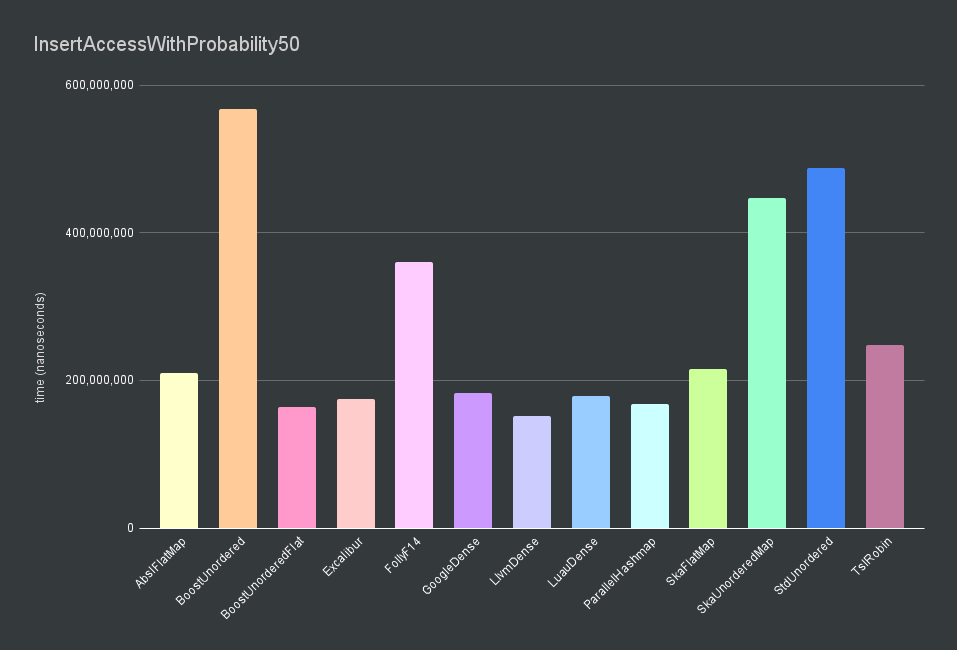 InsertAccessWithProbability50
600,000,000
400,000,000
200,000,000
0
time (nanoseconds)
AbslFlatMap
BoostUnordered
BoostUnorderedFlat
Excalibur
FollyF14
GoogleDense
LlvmDense
LuauDense
ParallelHashmap
SkaFlatMap
SkaUnorderedMap
StdUnordered
TslRobin